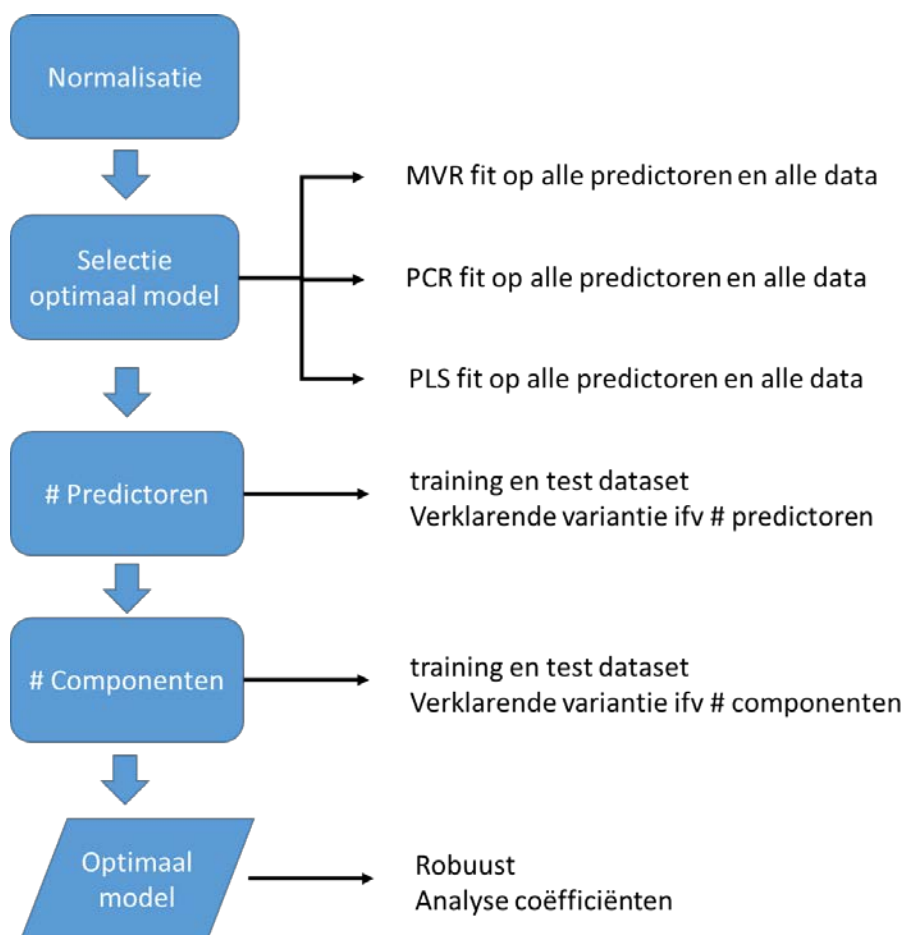 Normalisatie
Selectie
optimaal model
MVR fit op alle predictoren en alle data
PCR fit op alle predictoren en alle data
PLS fit op alle predictoren en alle data
# Predictoren
training en test dataset
Verklarende variantie ifv # predictoren
# Componenten
training en test dataset
Verklarende variantie ifv # componenten
Optimaal
model
Robuust
Analyse coëfficiënten